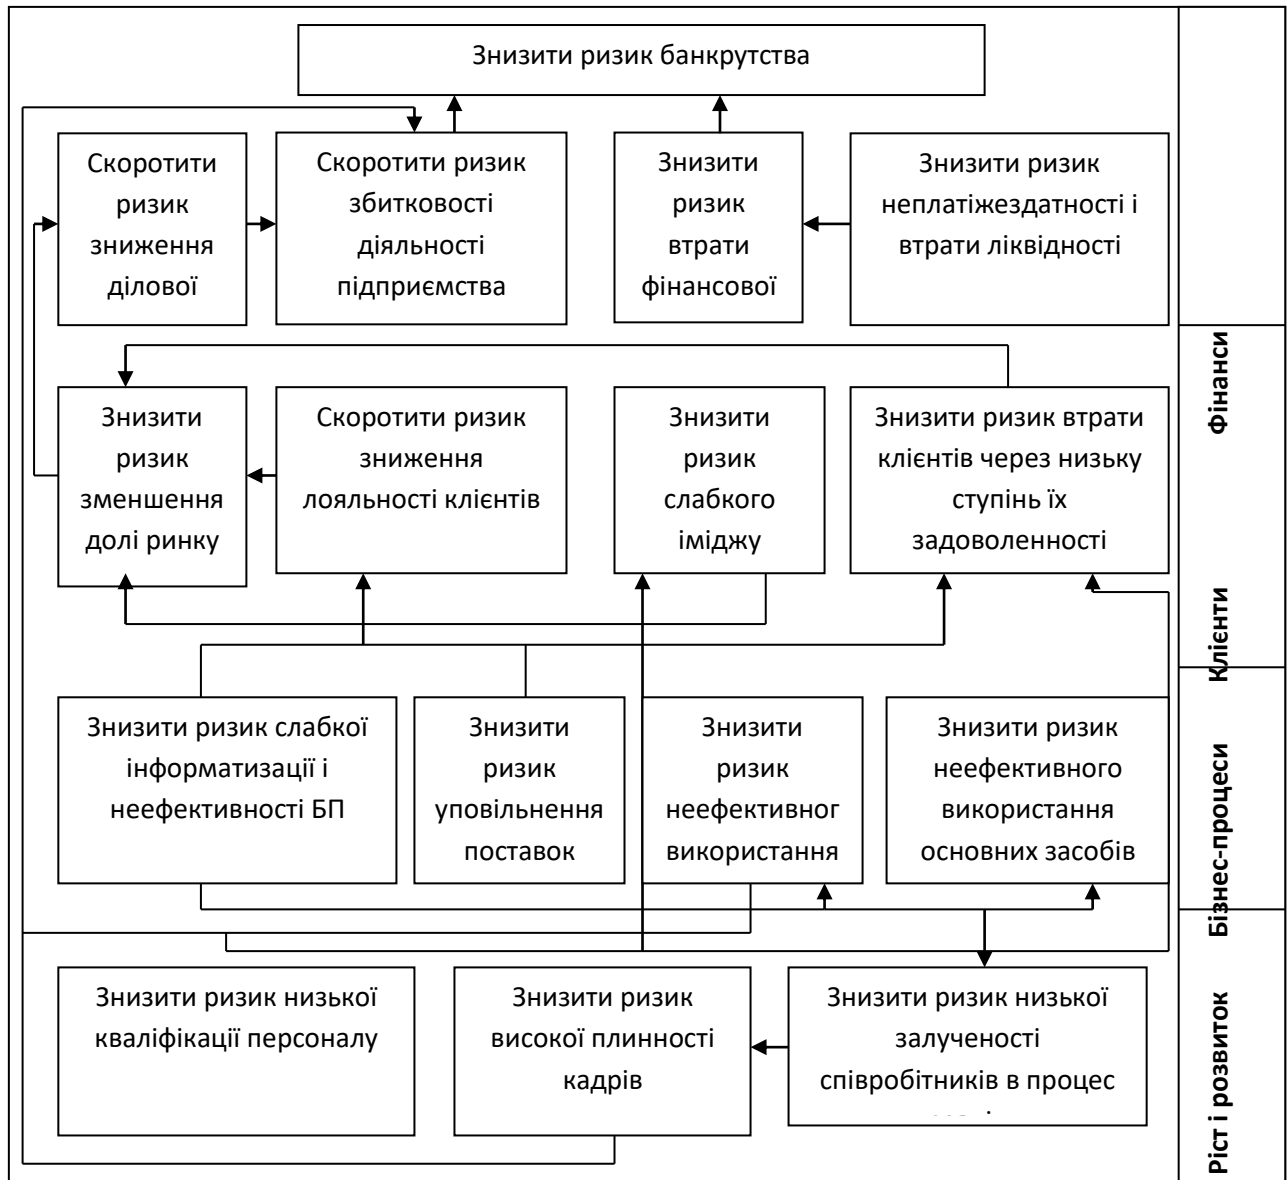 Знизити ризик банкрутства
Скоротити
ризик
зниження
ділової
Скоротити ризик
збитковості
діяльності
підприємства
Знизити
ризик
втрати
фінансової
Знизити ризик
неплатіжездатності і
втрати ліквідності
Фінанси
Знизити
ризик
зменшення
долі ринку
Скоротити ризик
зниження
лояльності клієнтів
Знизити
ризик
слабкого
іміджу
Знизити ризик втрати
клієнтів через низьку
ступінь їх
задоволенності
Клієнти
Знизити ризик слабкої
інформатизації і
неефективності БП
Знизити
ризик
уповільнення
поставок
Знизити
ризик
неефективног
використання
Знизити ризик
неефективного
використання
основних засобів
Бізнес-процеси
Знизити ризик низької
кваліфікації персоналу
Знизити ризик
високої плинності
кадрів
Знизити ризик низької
залученості
співробітників в процес
Ріст і розвиток